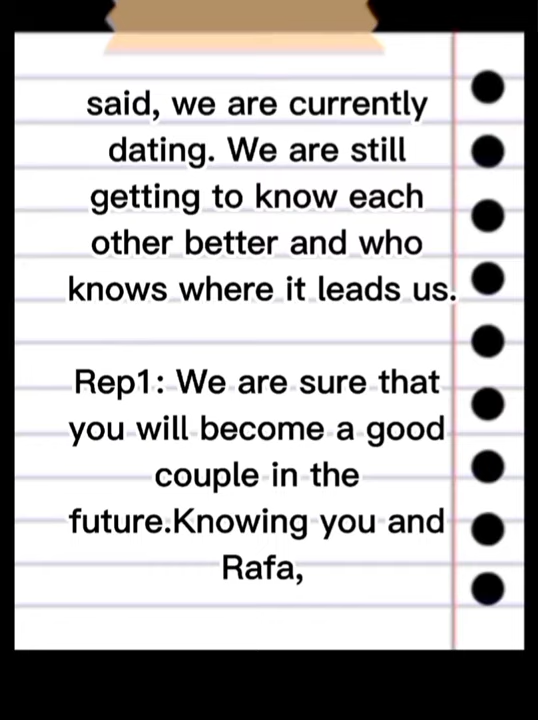 said, we are currently
dating. We are still
getting to know each
other better and who
knows where it leads us.
Rep1: We are sure that
you will become a good
couple in the
future.Knowing you and
Rafa,